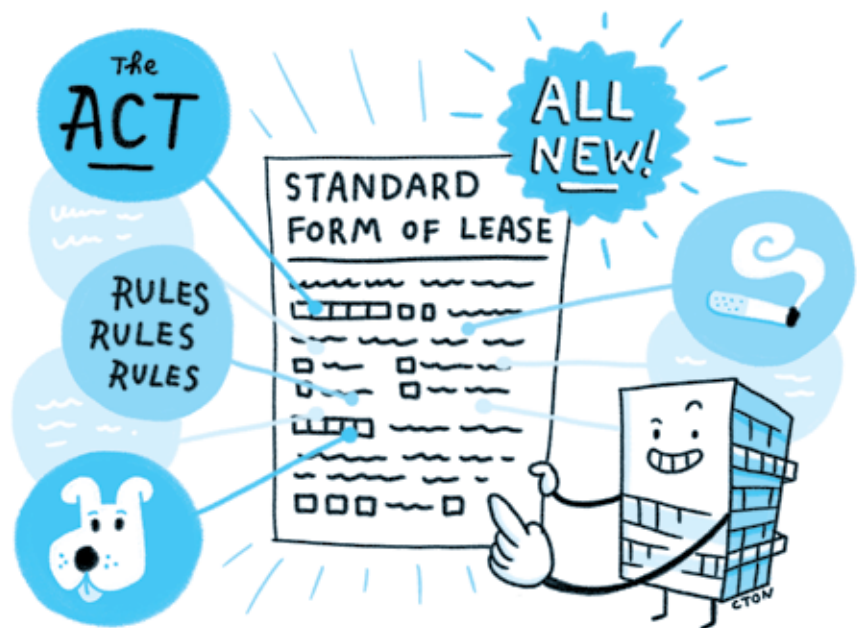 The
ACT
ALL
NEW!
STANDARD
FORM OF LEASE
RULES
RULES
RULES
CTON